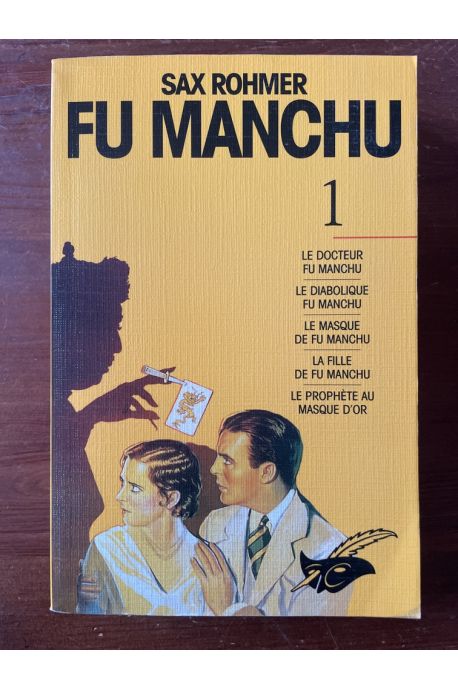 SAX ROHMER
FU MANCHU
1
LE DOCTEUR
FU MANCHU
LE DIABOLIQUE
FU MANCHU
LE MASQUE
DE FU MANCHU
LA FILLE
DE FU MANCHU
LE PROPHÈTE AU
MASQUE D'OR